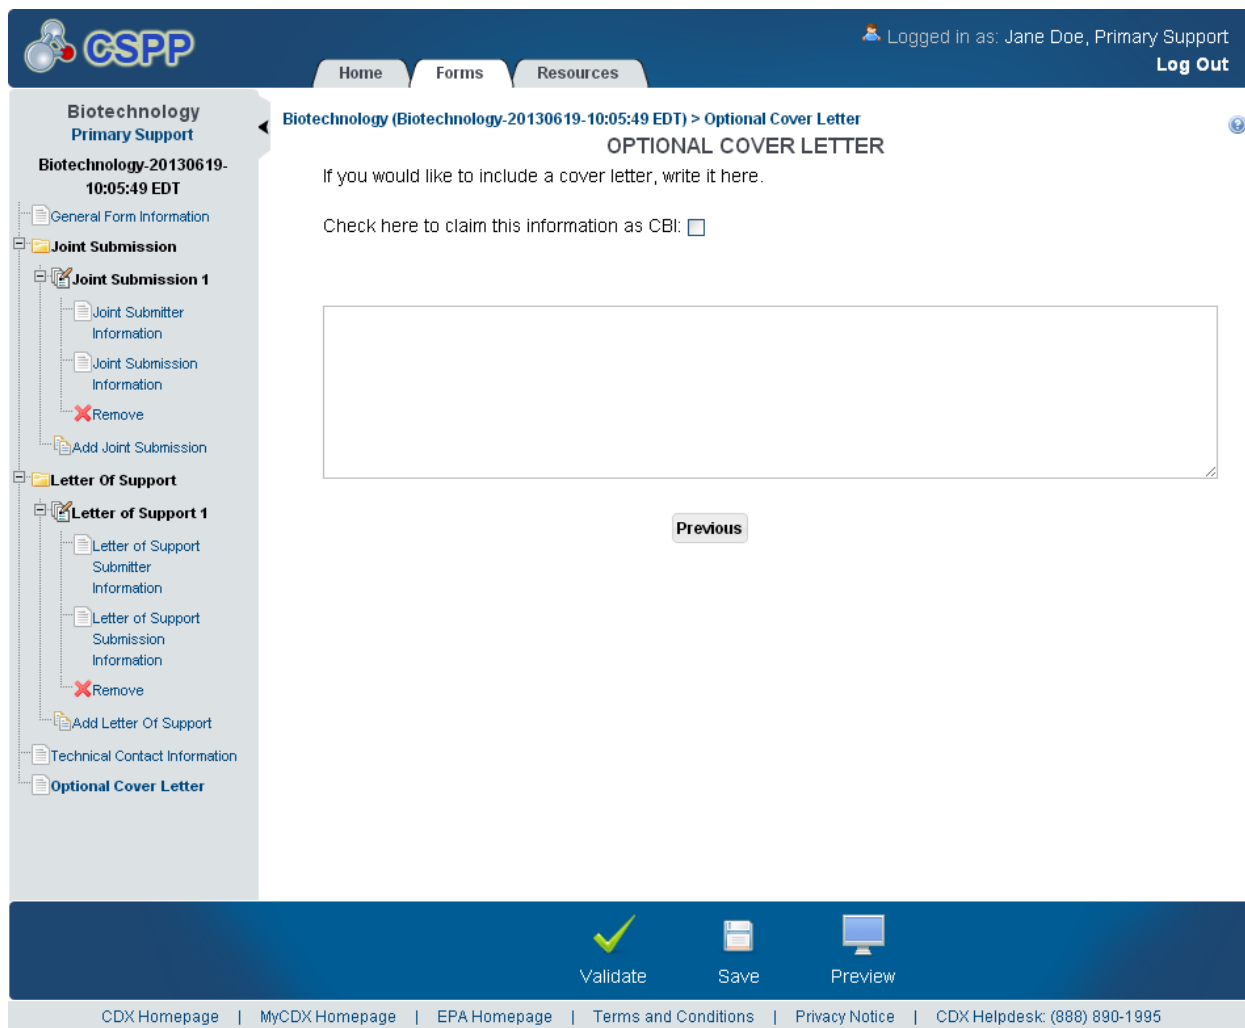 CSPP
Logged in as: Jane Doe, Primary Support
Log Out
Home
Forms
Resources
Biotechnology
Primary Support
Biotechnology-20130619-
10:05:49 EDT
General Form Information
Joint Submission
Joint Submission 1
Joint Submitter
Information
Joint Submission
Information
Remove
Add Joint Submission
Letter Of Support
Letter of Support 1
Letter of Support
Submitter
Information
Letter of Support
Submission
Information
Remove
Add Letter Of Support
Technical Contact Information
Optional Cover Letter
Biotechnology (Biotechnology-20130619-10:05:49 EDT) > Optional Cover Letter
OPTIONAL COVER LETTER
If you would like to include a cover letter, write it here.
Check here to claim this information as CBI:
Previous
Validate
Save
Preview
CDX Homepage | MyCDX Homepage | EPA Homepage | Terms and Conditions | Privacy Notice | CDX Helpdesk: (888) 890-1995